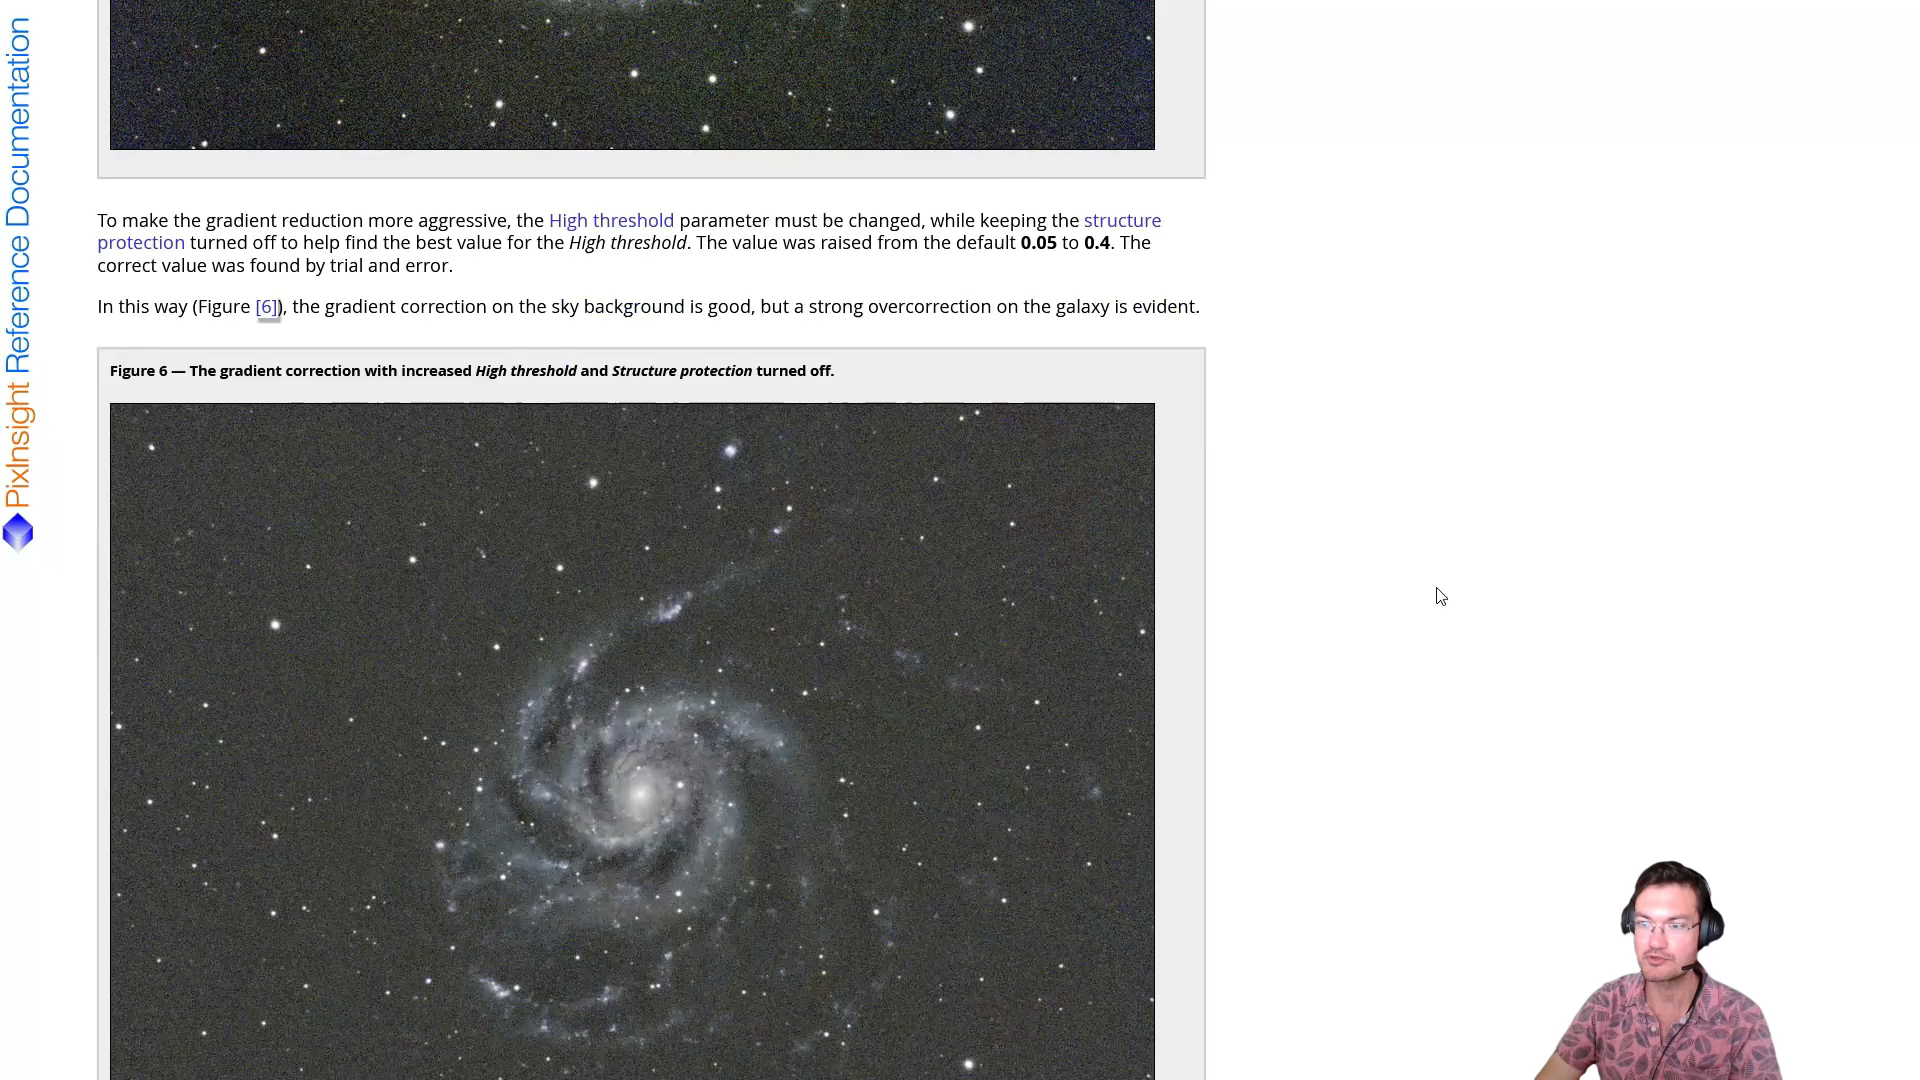 PixInsight Reference Documentation
To make the gradient reduction more aggressive, the High threshold parameter must be changed, while keeping the structure
protection turned off to help find the best value for the High threshold. The value was raised from the default 0.05 to 0.4. The
correct value was found by trial and error.
In this way (Figure [6]), the gradient correction on the sky background is good, but a strong overcorrection on the galaxy is evident.
Figure 6 — The gradient correction with increased High threshold and Structure protection turned off.